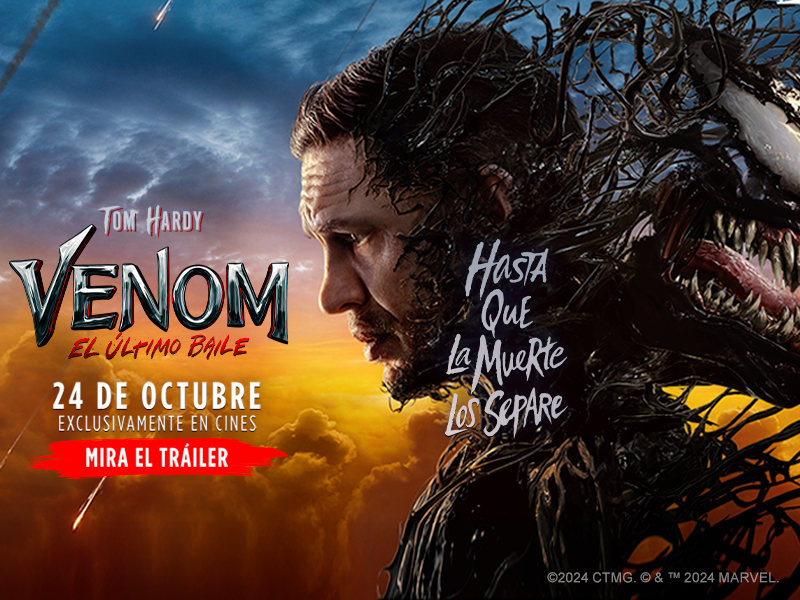 TOM HARDY
VENOM
EL ÚLTIMO BAILE
24 DE OCTUBRE
EXCLUSIVAMENTE EN CINES
MIRA EL TRÁILER
HASTA
QUE
LA MUERTE
LOS SEPARE
©2024 CTMG. © & ™ 2024 MARVEL.